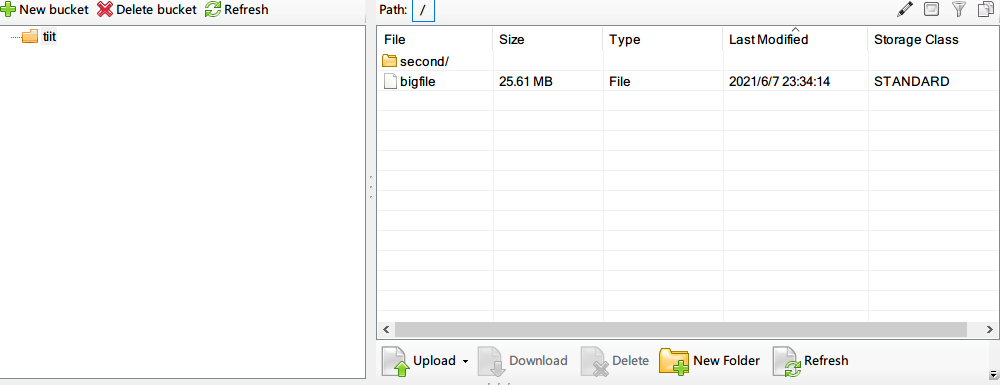 New bucket Delete bucket Refresh
tiit
Path: /
File Size Type Last Modified Storage Class
second/
bigfile 25.61 MB File 2021/6/7 23:34:14 STANDARD
Upload Download Delete New Folder Refresh